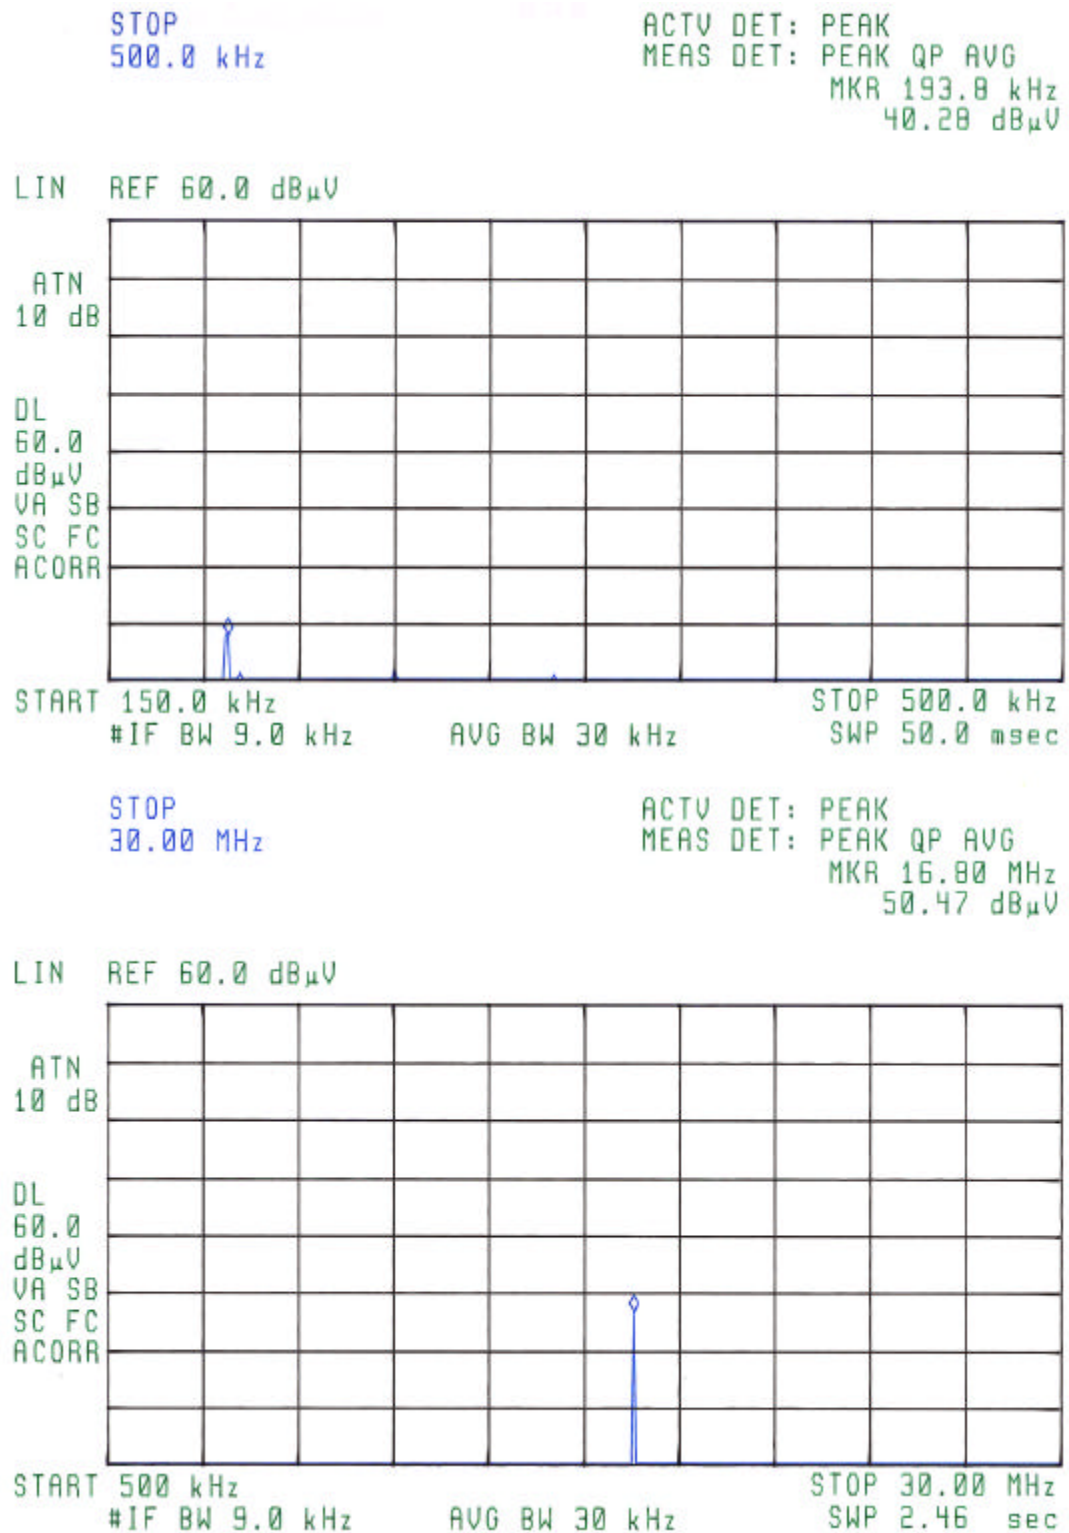 STOP
500.0 kHz
ACTV DET: PEAK
MEAS DET: PEAK QP AVG
MKR 193.8 kHz
40.28 dBµV
LIN REF 60.0 dBµV
ATN
10 dB
DL
60.0
dBµV
VA SB
SC FC
ACORR
START 150.0 kHz
STOP 500.0 kHz
#IF BW 9.0 kHz AVG BW 30 kHz SWP 50.0 msec
STOP
30.00 MHz
ACTV DET: PEAK
MEAS DET: PEAK QP AVG
MKR 16.80 MHz
50.47 dBµV
LIN REF 60.0 dBµV
ATN
10 dB
DL
60.0
dBµV
VA SB
SC FC
ACORR
START 500 kHz
STOP 30.00 MHz
#IF BW 9.0 kHz AVG BW 30 kHz SWP 2.46 sec